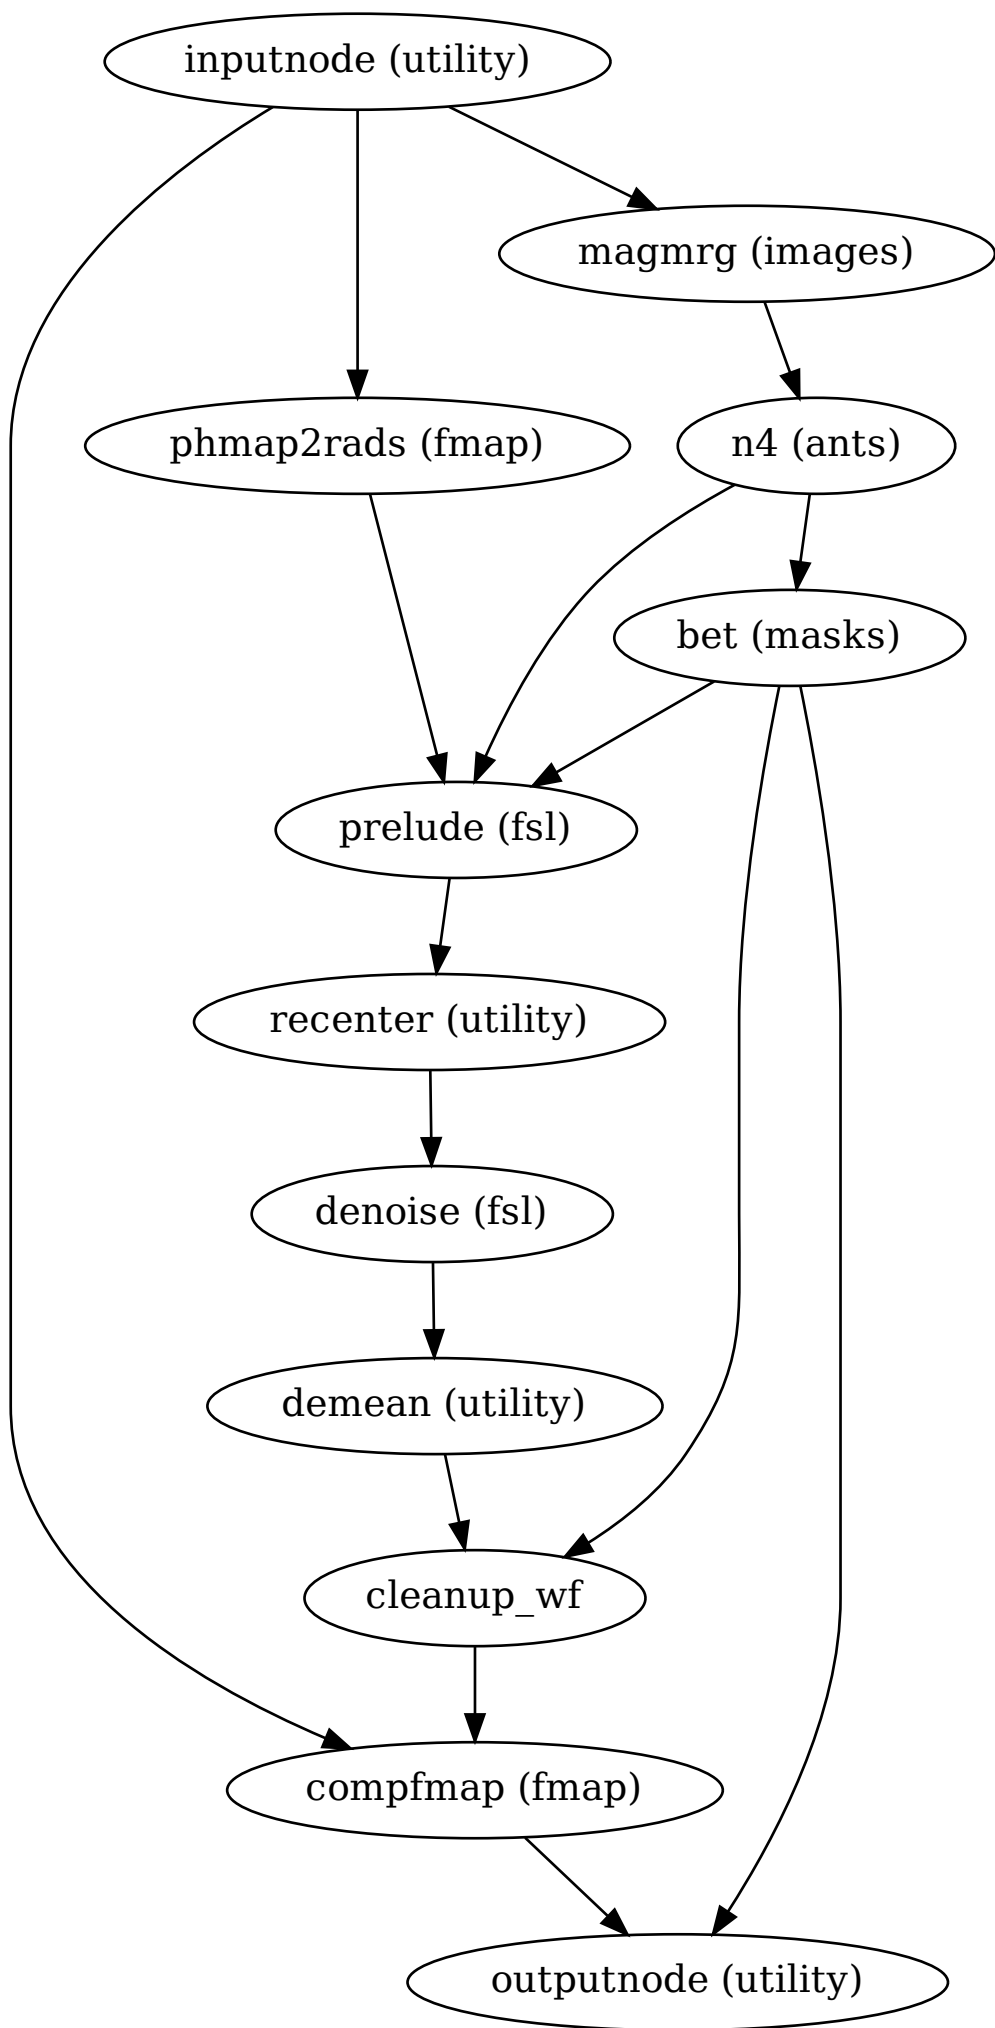 inputnode (utility)
magmrg (images)
phmap2rads (fmap)
n4 (ants)
bet (masks)
prelude (fsl)
recenter (utility)
denoise (fsl)
demean (utility)
cleanup_wf
compfmap (fmap)
outputnode (utility)